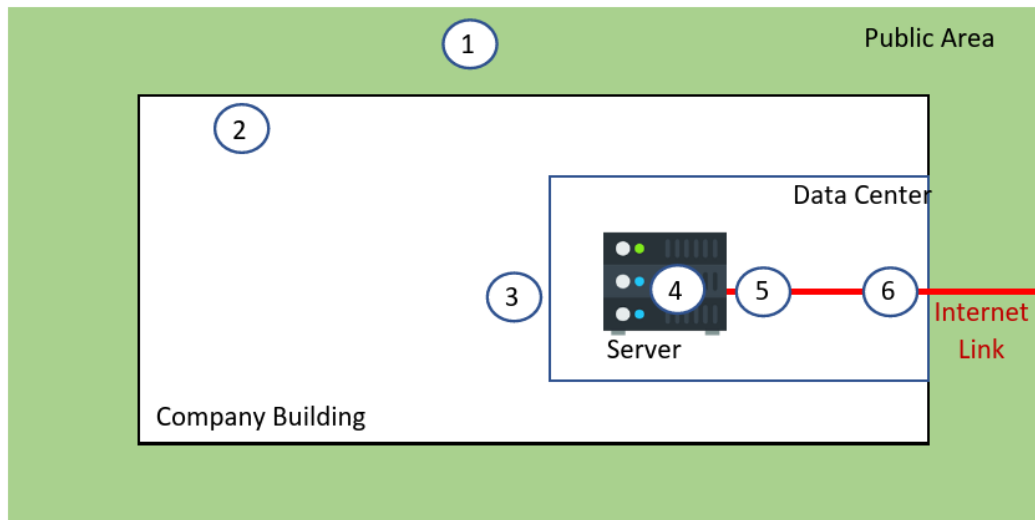 1
Public Area
2
Data Center
3
4
5
6
Internet
Link
Server
Company Building